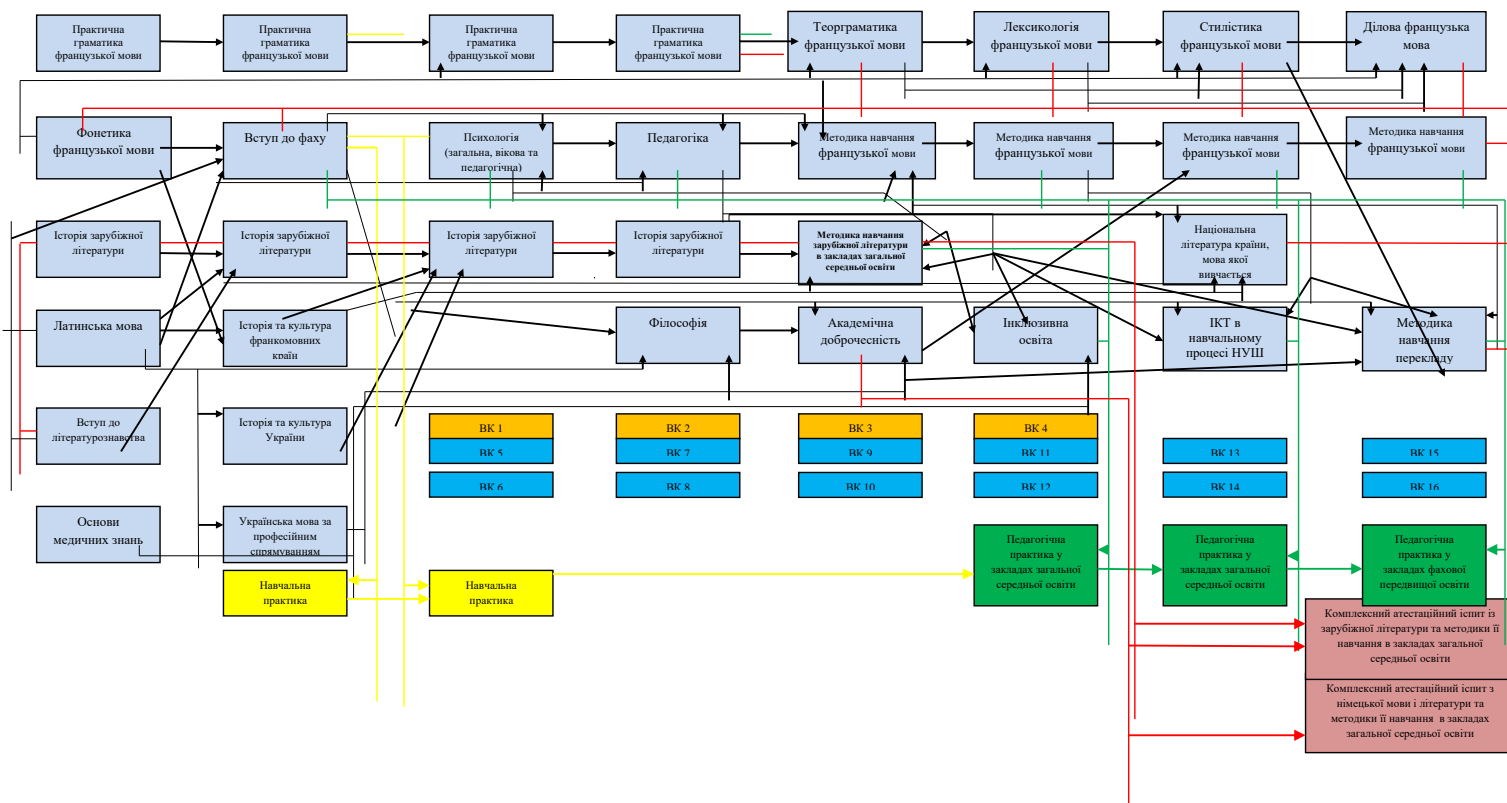 Практична
граматика
французької мови
Практична
граматика
французької мови
Практична
граматика
французької мови
Практична
граматика
французької мови
Теорграматика
французької мови
Лексикологія
французької мови
Стилістика
французької мови
Ділова французька
мова
Фонетика
французької мови
Вступ до фаху
Психологія
(загальна, вікова та
педагогічна)
Педагогіка
Методика навчання
французької мови
Методика навчання
французької мови
Методика навчання
французької мови
Методика навчання
французької мови
Історія зарубіжної
літератури
Історія зарубіжної
літератури
Історія зарубіжної
літератури
Історія зарубіжної
літератури
Методика навчання
зарубіжної літератури
в закладах загальної
середньої освіти
Національна
література країни,
мова якої
вивчається
Латинська мова
Історія та культура
франкомовних
країн
Філософія
Академічна
доброчесність
Інклюзивна
освіта
ІКТ в
навчальному
процесі НУШ
Методика
навчання
перекладу
Вступ до
літературознавства
Історія та культура
України
ВК 1
ВК 2
ВК 3
ВК 4
ВК 5
ВК 7
ВК 9
ВК 11
ВК 13
ВК 15
ВК 6
ВК 8
ВК 10
ВК 12
ВК 14
ВК 16
Основи
медичних знань
Українська мова за
професійним
спрямуванням
Педагогічна
практика у
закладах загальної
середньої освіти
Педагогічна
практика у
закладах загальної
середньої освіти
Педагогічна
практика у
закладах фахової
передвищої освіти
Навчальна
практика
Навчальна
практика
Комплексний атестаційний іспит із
зарубіжної літератури та методики її
навчання в закладах загальної
середньої освіти
Комплексний атестаційний іспит з
німецької мови і літератури та
методики її навчання в закладах
загальної середньої освіти